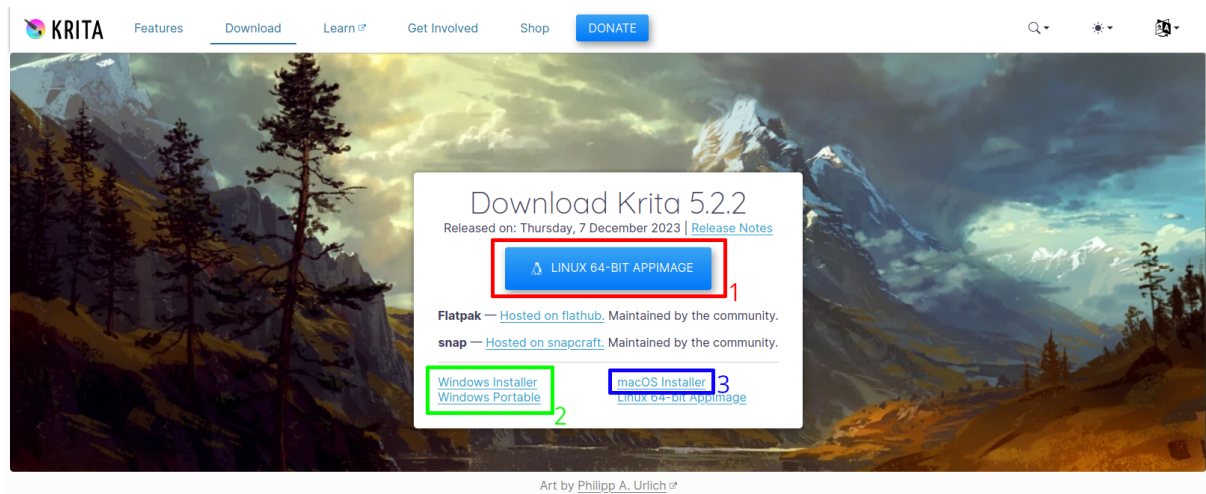 KRITA Features Download Learn Get Involved Shop DONATE
Download Krita 5.2.2
Released on: Thursday, 7 December 2023 | Release Notes
LINUX 64-BIT APPIMAGE
1
Flatpak — Hosted on flathub. Maintained by the community.
snap — Hosted on snapcraft. Maintained by the community.
Windows Installer
Windows Portable
2
macOS Installer
3
Linux 64-bit AppImage
Art by Philipp A. Urlich